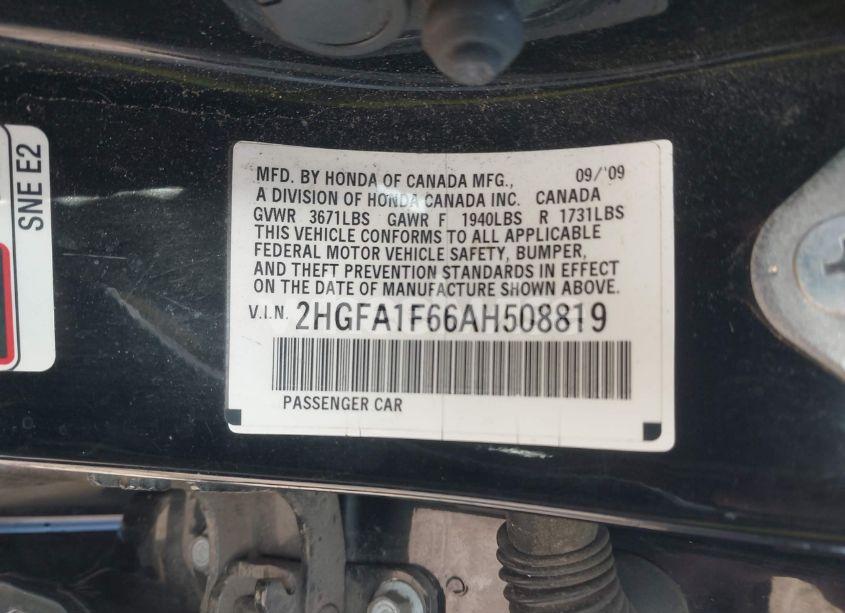 SNE E2
MFD. BY HONDA OF CANADA MFG., 09/'09
A DIVISION OF HONDA CANADA INC. CANADA
GVWR 3671LBS GAWR F 1940LBS R 1731LBS
THIS VEHICLE CONFORMS TO ALL APPLICABLE
FEDERAL MOTOR VEHICLE SAFETY, BUMPER,
AND THEFT PREVENTION STANDARDS IN EFFECT
ON THE DATE OF MANUFACTURE SHOWN ABOVE.
V.I.N. 2HGFA1F66AH508819
PASSENGER CAR